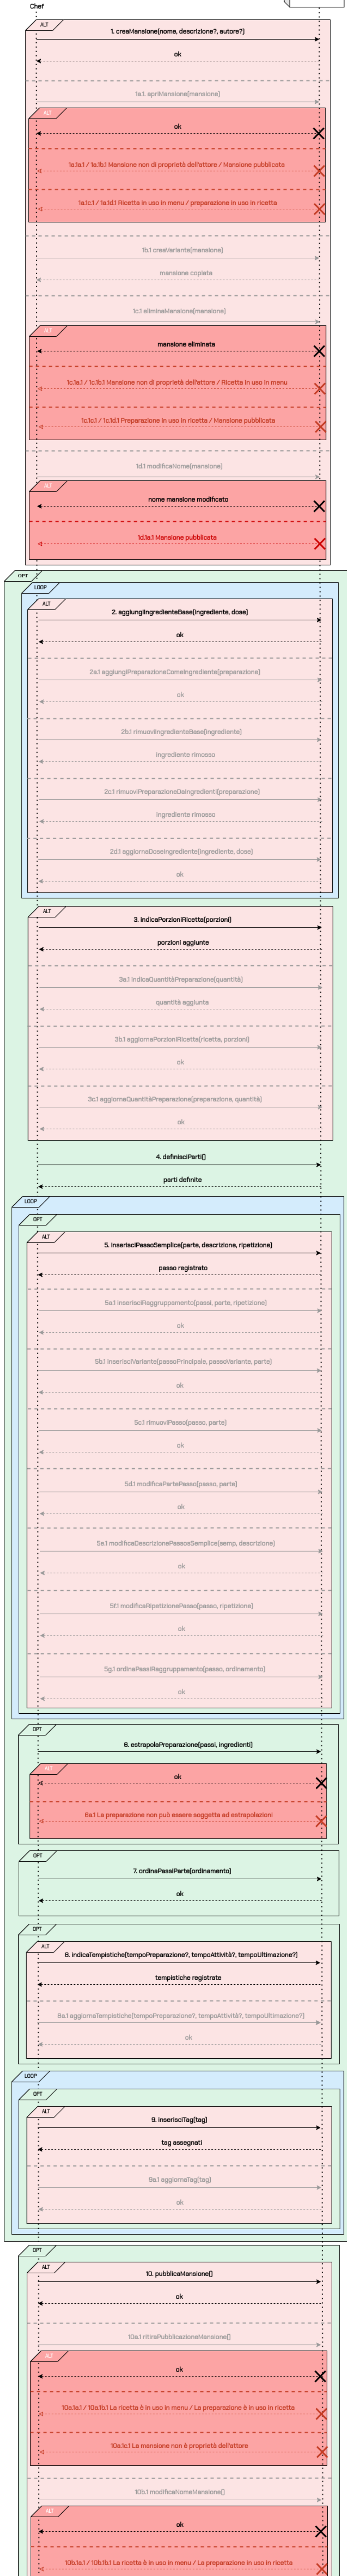 Chef
ALT
1. creaMansione(nome, descrizione?, autore?)
ok
1a.1. apriMansione(mansione)
ALT
ok
1a.1a.1 / 1a.1b.1 Mansione non di proprietà dell'attore / Mansione pubblicata
1a.1c.1 / 1a.1d.1 Ricetta in uso in menu / preparazione in uso in ricetta
1b.1 creaVariante(mansione)
mansione copiata
1c.1 eliminaMansione(mansione)
ALT
mansione eliminata
1c.1a.1 / 1c.1b.1 Mansione non di proprietà dell'attore / Ricetta in uso in menu
1c.1c.1 / 1c.1d.1 Preparazione in uso in ricetta / Mansione pubblicata
1d.1 modificaNome(mansione)
ALT
nome mansione modificato
1d.1a.1 Mansione pubblicata
OPT
LOOP
ALT
2. aggiungiIngredienteBase(ingrediente, dose)
ok
2a.1 aggiungiPreparazioneComeIngrediente(preparazione)
ok
2b.1 rimuoviIngredienteBase(ingrediente)
ingrediente rimosso
2c.1 rimuoviPreparazioneDaIngredienti(preparazione)
ingrediente rimosso
2d.1 aggiornaDoseIngrediente(ingrediente, dose)
ok
ALT
3. indicaPorzioniRicetta(porzioni)
porzioni aggiunte
3a.1 indicaQuantitàPreparazione(quantità)
quantità aggiunta
3b.1 aggiornaPorzioniRicetta(ricetta, porzioni)
ok
3c.1 aggiornaQuantitàPreparazione(preparazione, quantità)
ok
4. definisciParti()
parti definite
LOOP
OPT
ALT
5. inserisciPassoSemplice(parte, descrizione, ripetizione)
passo registrato
5a.1 inserisciRaggruppamento(passi, parte, ripetizione)
ok
5b.1 inserisciVariante(passoPrincipale, passoVariante, parte)
ok
5c.1 rimuoviPasso(passo, parte)
ok
5d.1 modificaPartePasso(passo, parte)
ok
5e.1 modificaDescrizionePassoSemplice(semp, descrizione)
ok
5f.1 modificaRipetizionePasso(passo, ripetizione)
ok
5g.1 ordinaPassiRaggruppamento(passo, ordinamento)
ok
OPT
6. estrapolaPreparazione(passi, ingredienti)
ALT
ok
6a.1 La preparazione non può essere soggetta ad estrapolazioni
OPT
7. ordinaPassiParte(ordinamento)
ok
OPT
ALT
8. indicaTempistiche(tempoPreparazione?, tempoAttività?, tempoUltimazione?)
tempistiche registrate
8a.1 aggiornaTempistiche(tempoPreparazione?, tempoAttività?, tempoUltimazione?)
ok
LOOP
OPT
ALT
9. inserisciTag(tag)
tag assegnati
9a.1 aggiornaTag(tag)
ok
OPT
ALT
10. pubblicaMansione()
ok
10a.1 ritiraPubblicazioneMansione()
ALT
ok
10a.1a.1 / 10a.1b.1 La ricetta è in uso in menu / La preparazione è in uso in ricetta
10a.1c.1 La mansione non è proprietà dell'attore
10b.1 modificaNomeMansione()
ALT
ok
10b.1a.1 / 10b.1b.1 La ricetta è in uso in menu / La preparazione è in uso in ricetta